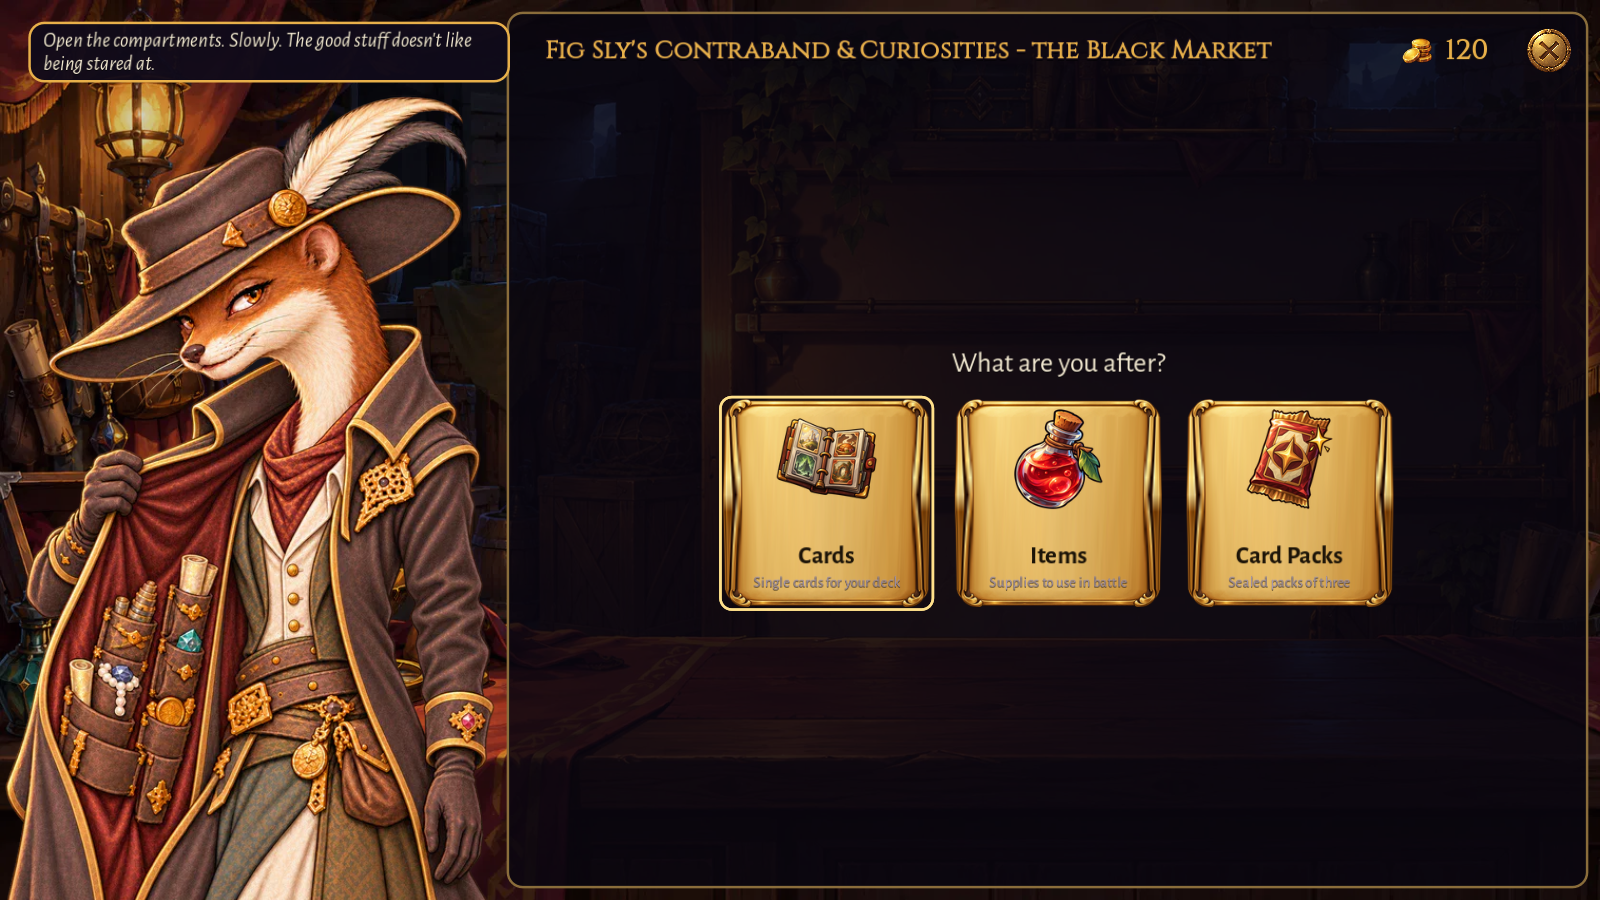 Open the compartments. Slowly. The good stuff doesn't like
being stared at.
Fig Sly's Contraband & Curiosities - the Black Market
120
What are you after?
Cards
Single cards for your deck
Items
Supplies to use in battle
Card Packs
Sealed packs of three